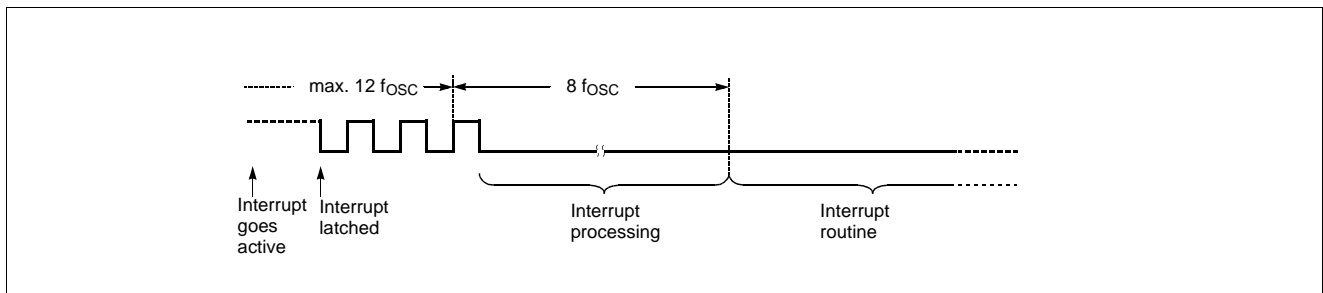 max. 12 fOSC
8 fOSC
Interrupt
goes
active
Interrupt
latched
Interrupt
processing
Interrupt
routine